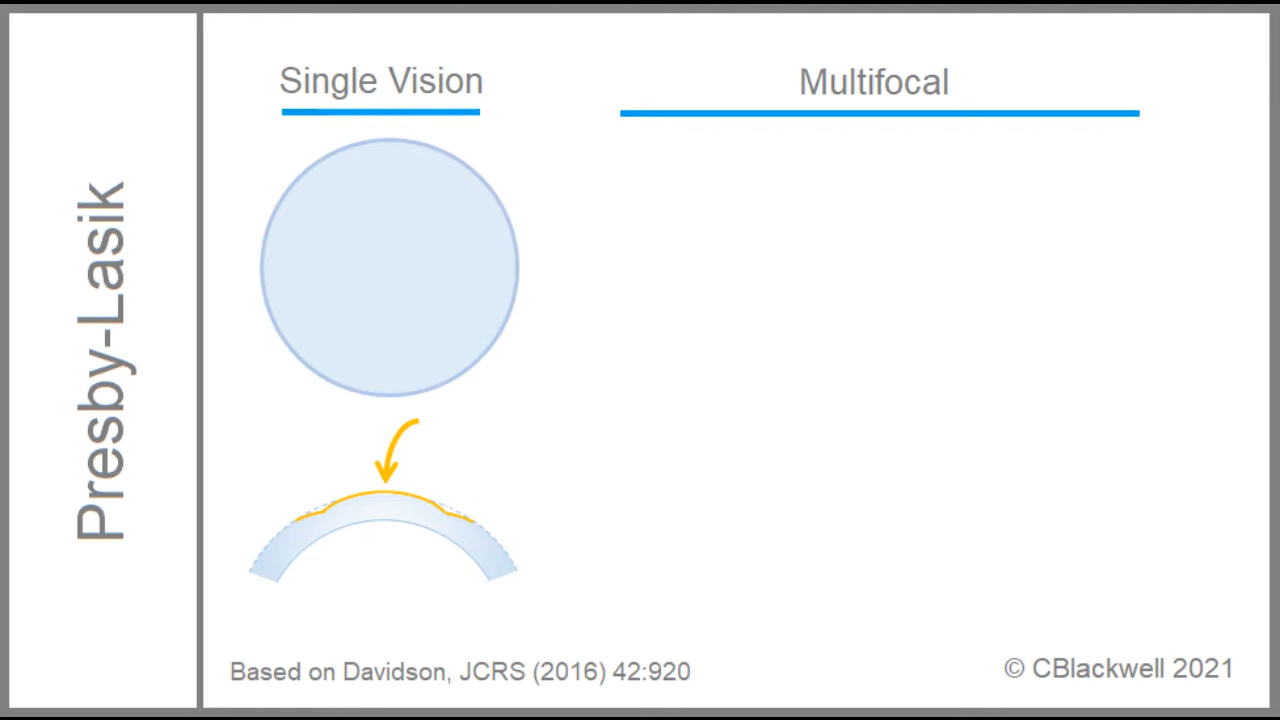 Presby-Lasik
Single Vision
Multifocal
Based on Davidson, JCRS (2016) 42:920
© CBlackwell 2021